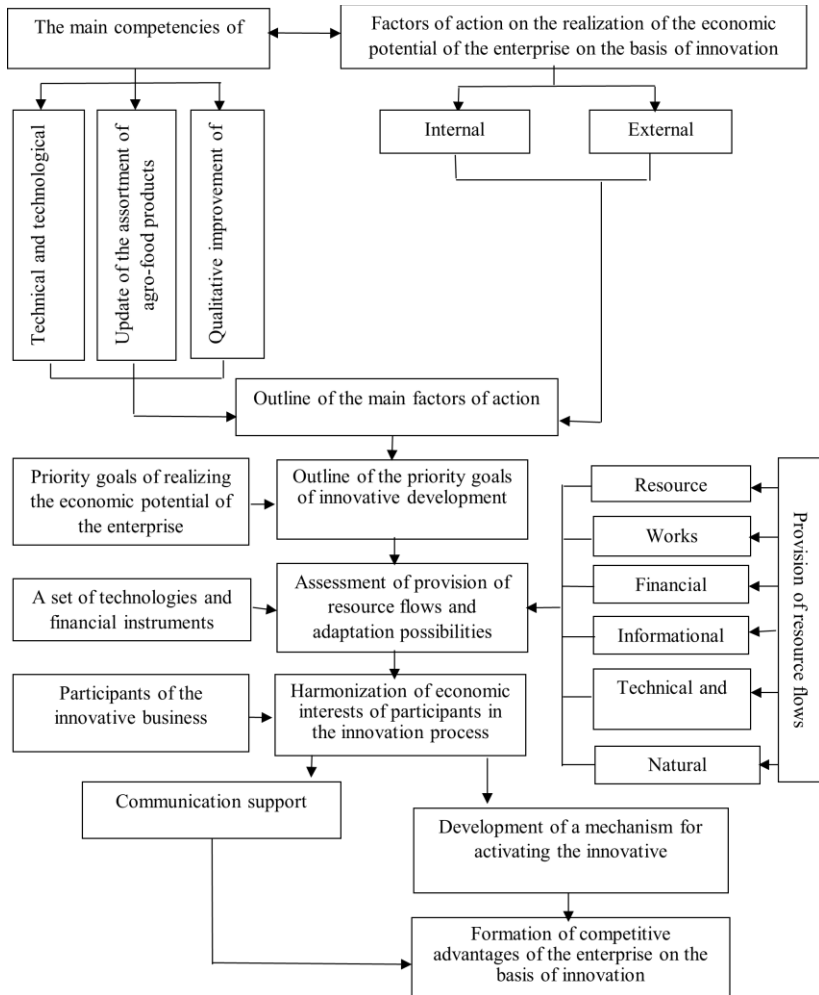 The main competencies of
Factors of action on the realization of the economic
potential of the enterprise on the basis of innovation
Internal
External
Technical and technological
Update of the assortment of
agro-food products
Qualitative improvement of
Outline of the main factors of action
Priority goals of realizing
the economic potential of
the enterprise
Outline of the priority goals
of innovative development
Resource
Works
Financial
Informational
Technical and
Natural
Provision of resource flows
A set of technologies and
financial instruments
Assessment of provision of
resource flows and
adaptation possibilities
Participants of the
innovative business
Harmonization of economic
interests of participants in
the innovation process
Communication support
Development of a mechanism for
activating the innovative
Formation of competitive
advantages of the enterprise on the
basis of innovation